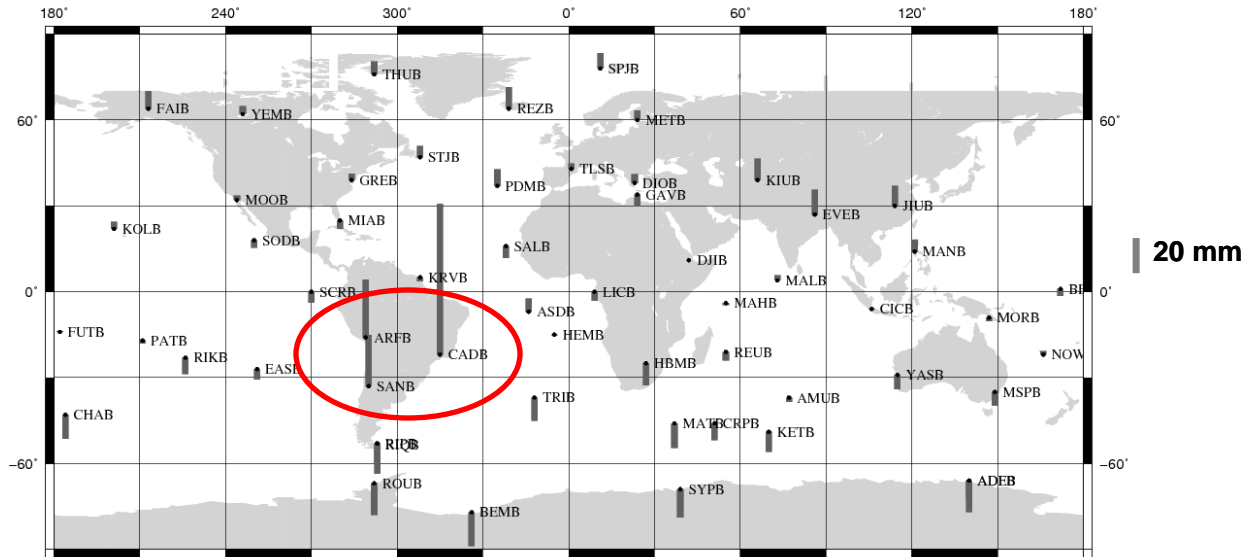 180˚ 240˚ 300˚ 0˚ 60˚ 120˚ 180˚
SPJB
THUB
FAIB YEMB REZB
60˚ METB 60˚
STJB
TLSB
GREB PDMB DIOB KIUB
GAVB
MOOB JIUB
MIAB EVEB
KOLB
SODB SALB MANB
DJIB
KRVB MALB
0˚ SCRB LICB BE 0˚
MAHB
ASDB CICB MORB
FUTB PATB ARFB HEMB
RIKB CADB REUB NOW
EASB HBMB YASB
SANB MSPB
TRIB AMUB
CHAB MATB CRPB KETB
RIPB
RIQB
−60˚ −60˚
ROUB ADEB
SYPB
BEMB
20 mm